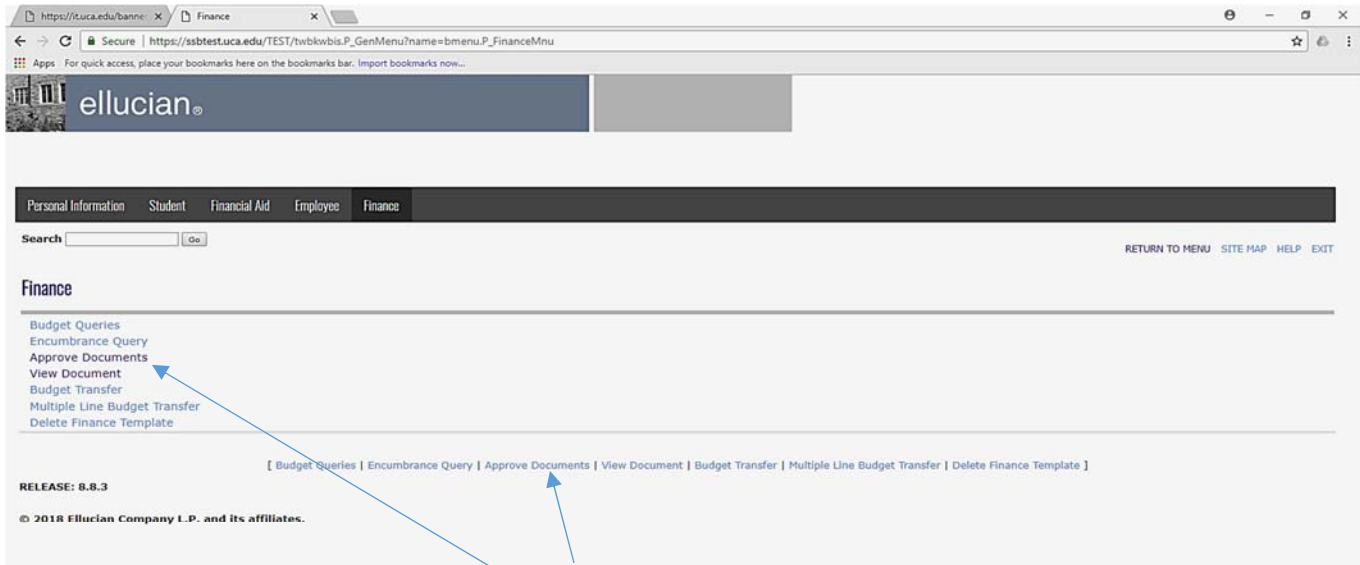 https://it.uca.edu/banne
Finance
Secure | https://ssbtest.uca.edu/TEST/twbkwbis.P_GenMenu?name=bmenu.P_FinanceMnu
Apps For quick access, place your bookmarks here on the bookmarks bar. Import bookmarks now...
ellucian®
Personal Information Student Financial Aid Employee Finance
Search Go
RETURN TO MENU SITE MAP HELP EXIT
Finance
Budget Queries
Encumbrance Query
Approve Documents
View Document
Budget Transfer
Multiple Line Budget Transfer
Delete Finance Template
[ Budget Queries | Encumbrance Query | Approve Documents | View Document | Budget Transfer | Multiple Line Budget Transfer | Delete Finance Template ]
RELEASE: 8.8.3
© 2018 Ellucian Company L.P. and its affiliates.